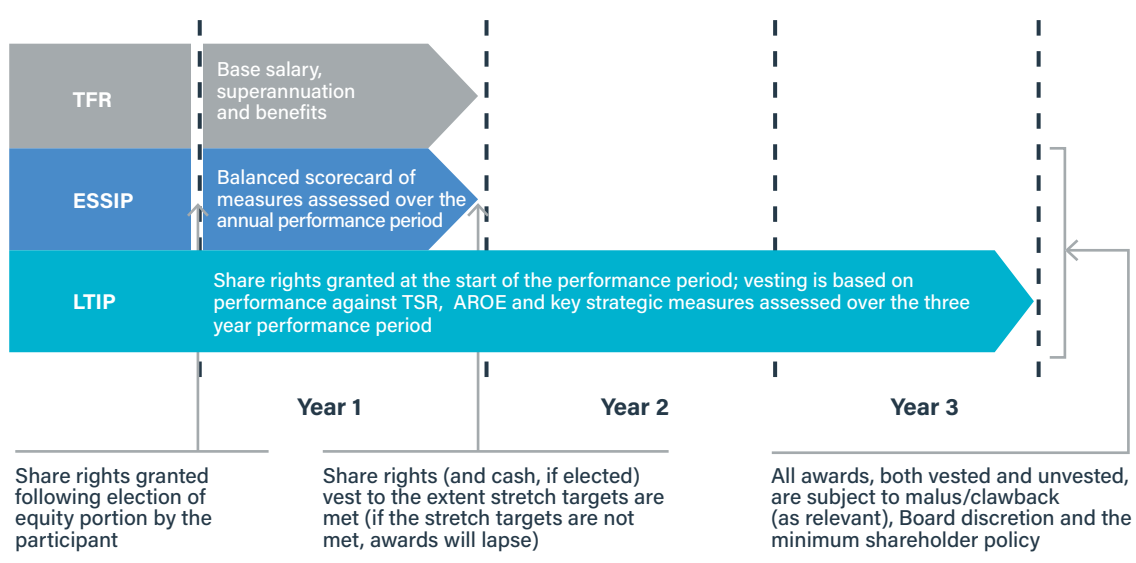 TFR
Base salary,
superannuation
and benefits
ESSIP
Balanced scorecard of
measures assessed over the
annual performance period
LTIP
Share rights granted at the start of the performance period; vesting is based on
performance against TSR, AROE and key strategic measures assessed over the three
year performance period
Year 1
Year 2
Year 3
Share rights granted
following election of
equity portion by the
participant
Share rights (and cash, if elected)
vest to the extent stretch targets are
met (if the stretch targets are not
met, awards will lapse)
All awards, both vested and unvested,
are subject to malus/clawback
(as relevant), Board discretion and the
minimum shareholder policy